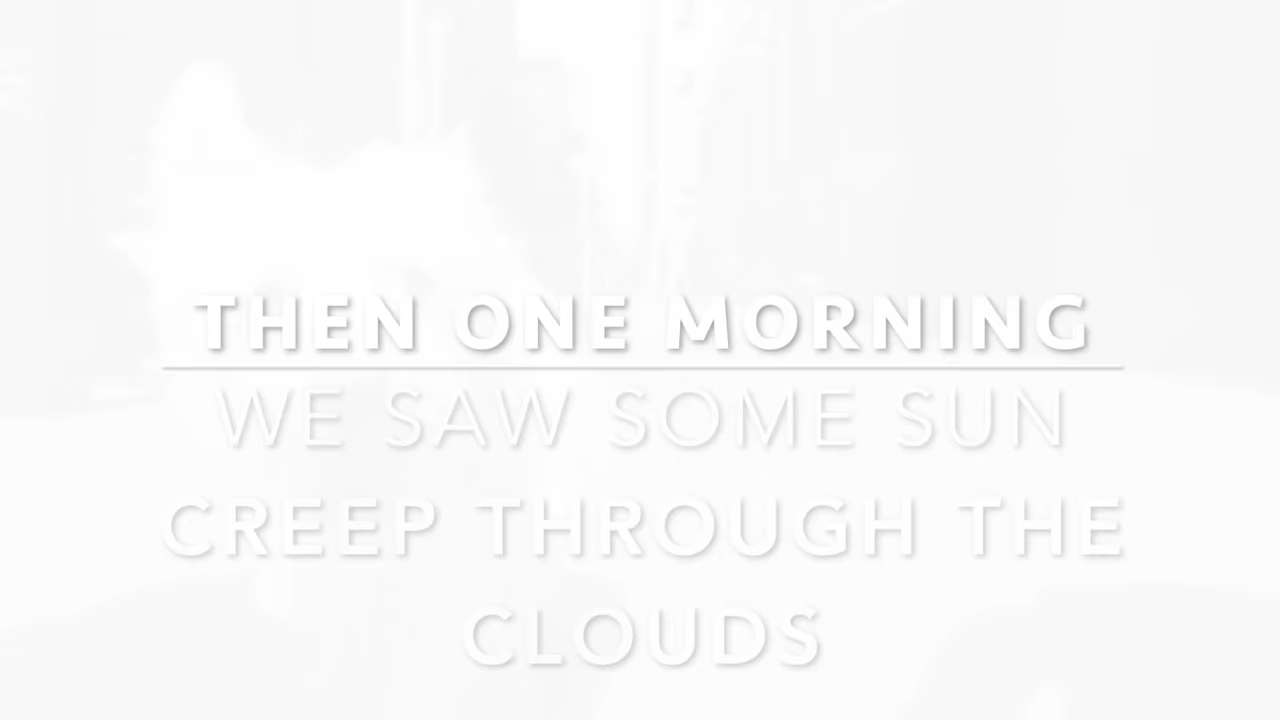 THEN ONE MORNING
WE SAW SOME SUN
CREEP THROUGH THE
CLOUDS